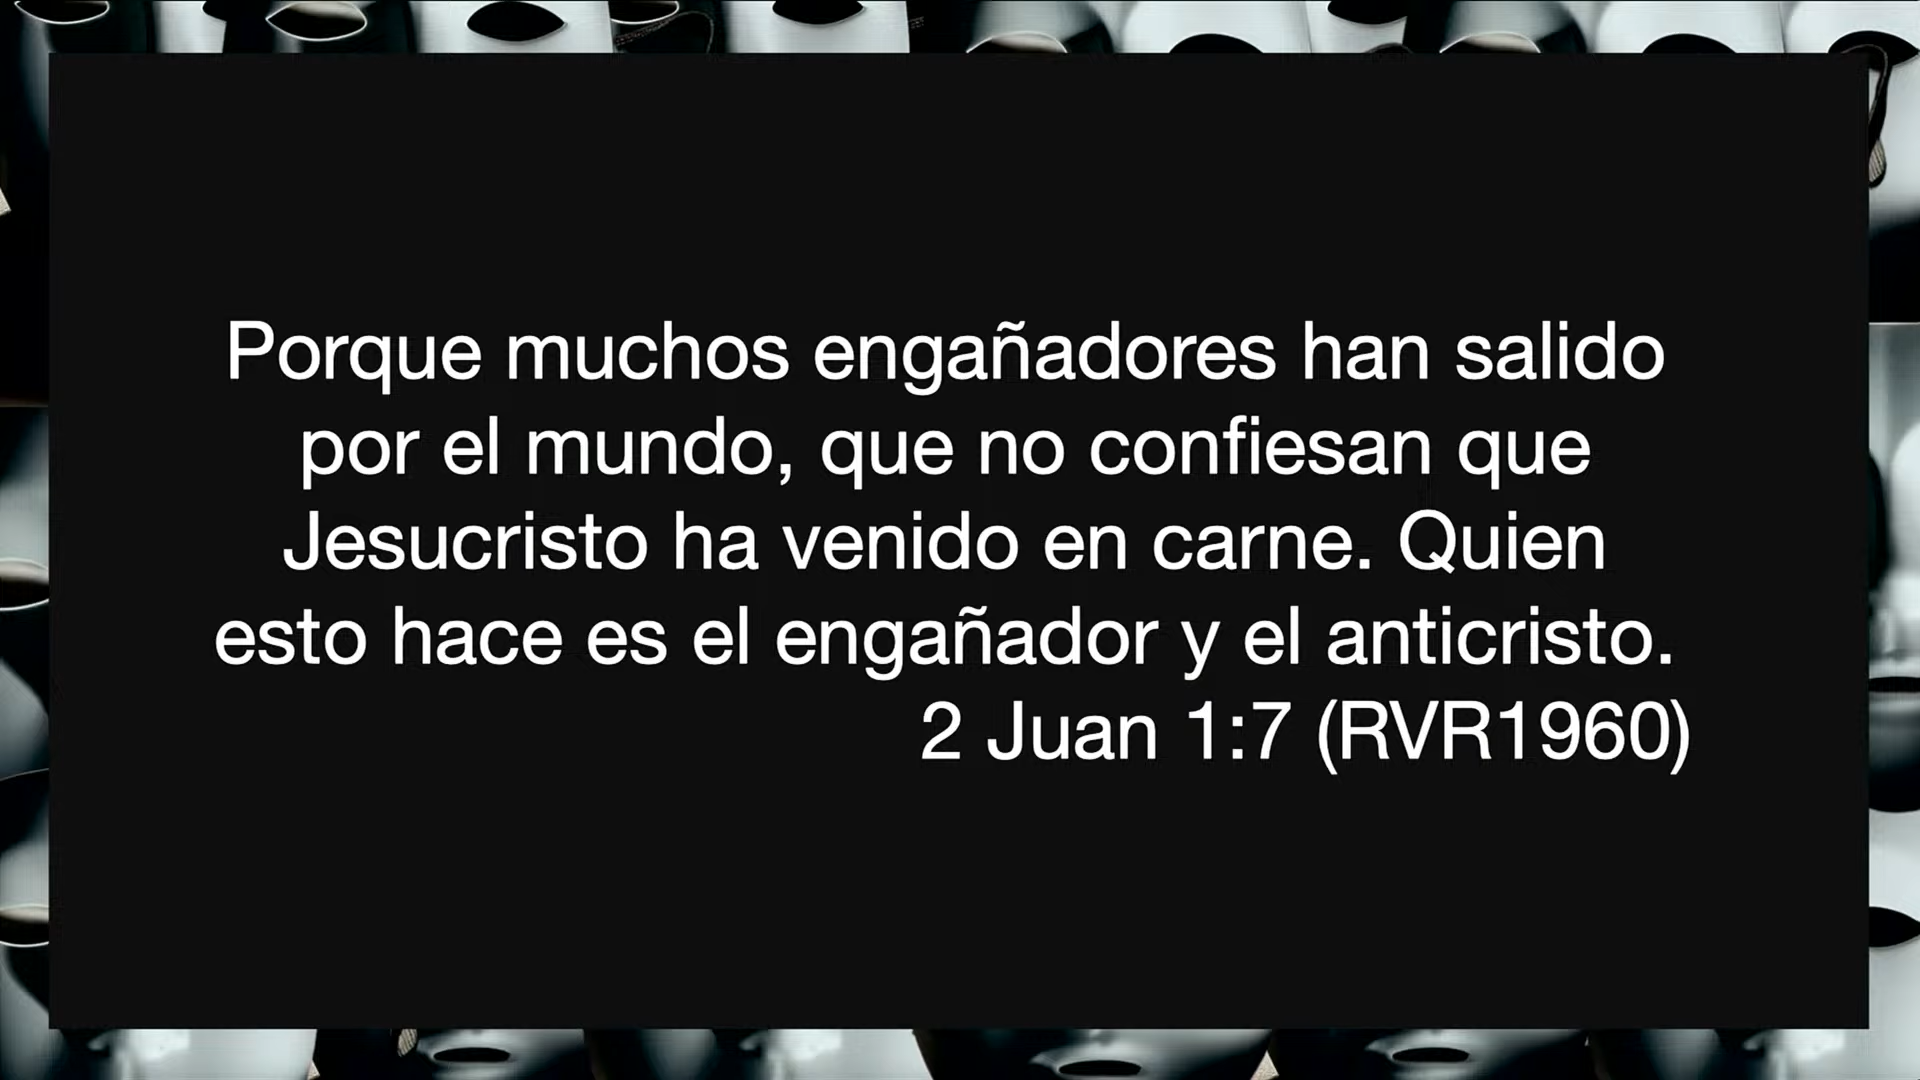 Porque muchos engañadores han salido
por el mundo, que no confiesan que
Jesucristo ha venido en carne. Quien
esto hace es el engañador y el anticristo.
2 Juan 1:7 (RVR1960)